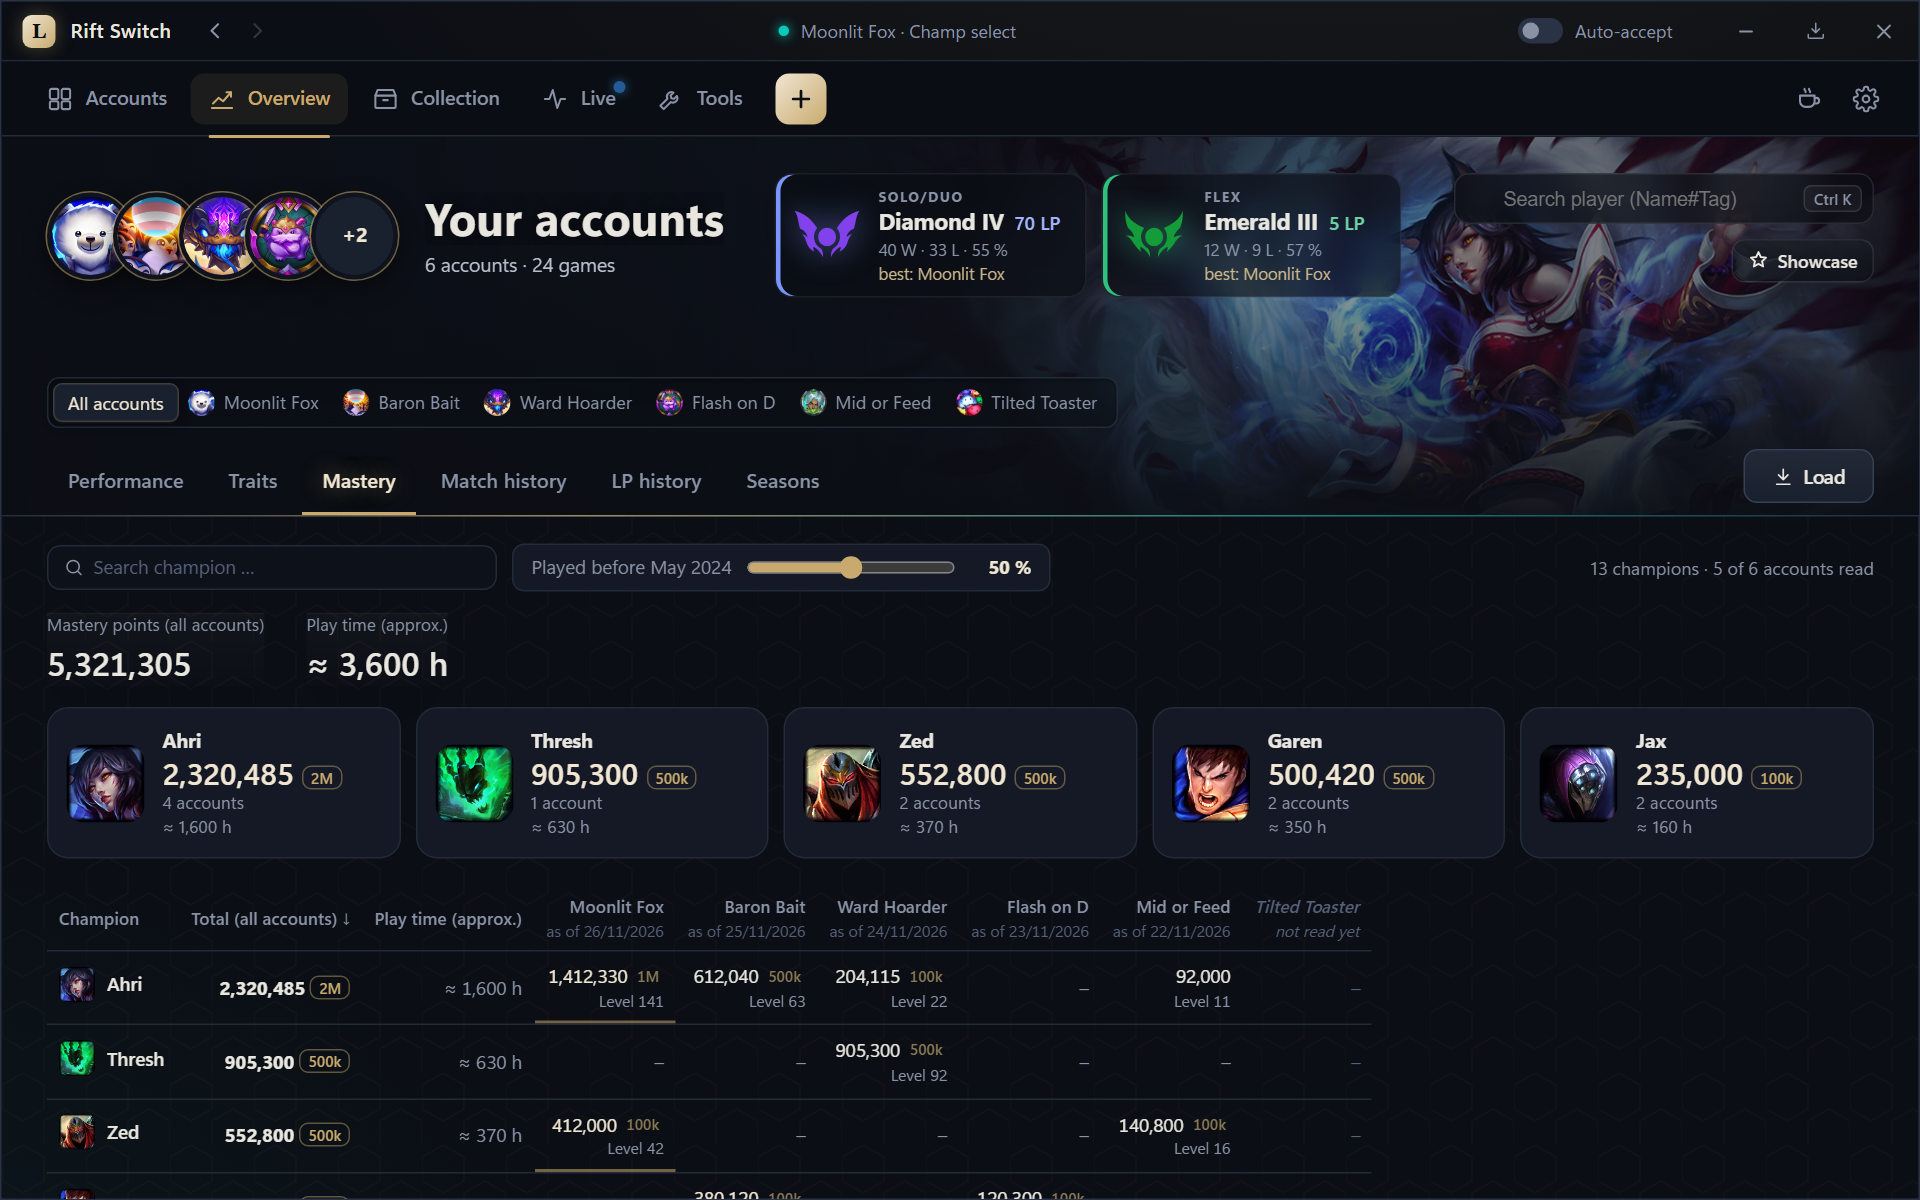 L Rift Switch
Moonlit Fox · Champ select
Auto-accept
Accounts Overview Collection Live Tools +
+2
Your accounts
6 accounts · 24 games
SOLO/DUO
Diamond IV 70 LP
40 W · 33 L · 55 %
best: Moonlit Fox
FLEX
Emerald III 5 LP
12 W · 9 L · 57 %
best: Moonlit Fox
Search player (Name#Tag) Ctrl K
Showcase
All accounts Moonlit Fox Baron Bait Ward Hoarder Flash on D Mid or Feed Tilted Toaster
Performance Traits Mastery Match history LP history Seasons
Load
Search champion ...
Played before May 2024 50 %
13 champions · 5 of 6 accounts read
Mastery points (all accounts)
5,321,305
Play time (approx.)
≈ 3,600 h
Ahri
2,320,485 2M
4 accounts
≈ 1,600 h
Thresh
905,300 500k
1 account
≈ 630 h
Zed
552,800 500k
2 accounts
≈ 370 h
Garen
500,420 500k
2 accounts
≈ 350 h
Jax
235,000 100k
2 accounts
≈ 160 h
Champion Total (all accounts) ↓ Play time (approx.) Moonlit Fox Baron Bait Ward Hoarder Flash on D Mid or Feed Tilted Toaster
as of 26/11/2026 as of 25/11/2026 as of 24/11/2026 as of 23/11/2026 as of 22/11/2026 not read yet
Ahri 2,320,485 2M ≈ 1,600 h 1,412,330 1M 612,040 500k 204,115 100k – 92,000 –
Level 141 Level 63 Level 22 Level 11
Thresh 905,300 500k ≈ 630 h – – 905,300 500k – – –
Level 92
Zed 552,800 500k ≈ 370 h 412,000 100k – – – 140,800 100k –
Level 42 Level 16
380,120 100k 120,300 100k